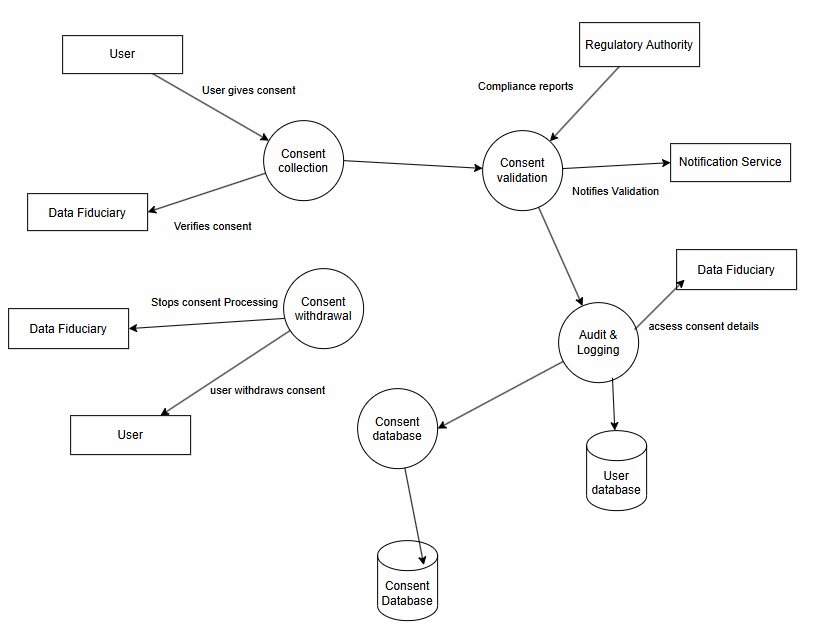 User
Regulatory Authority
Compliance reports
User gives consent
Consent
collection
Consent
validation
Notification Service
Notifies Validation
Data Fiduciary
Verifies consent
Data Fiduciary
Stops consent Processing
Consent
withdrawal
Data Fiduciary
acsess consent details
Audit &
Logging
user withdraws consent
User
Consent
database
User
database
Consent
Database